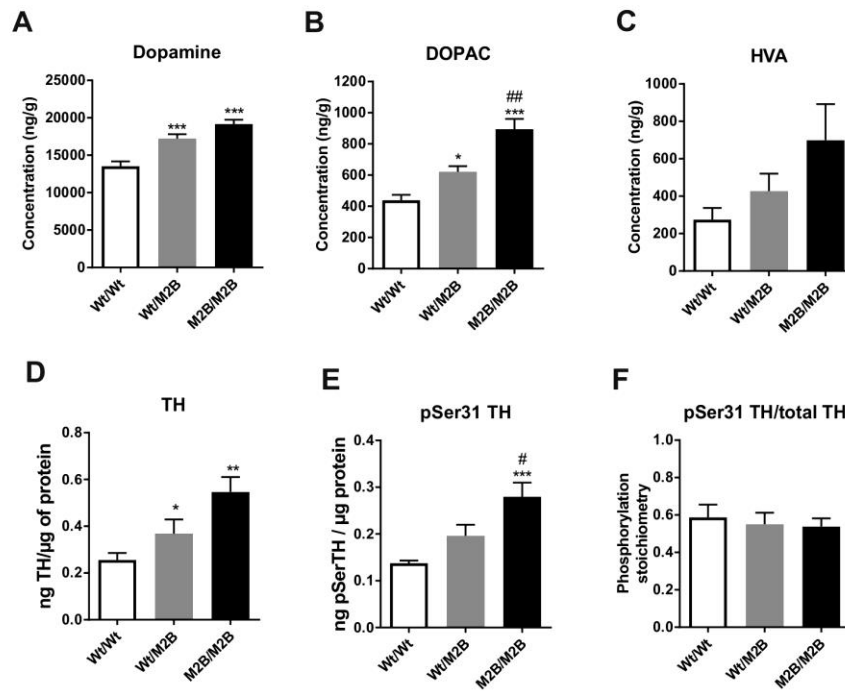 A
Dopamine
Concentration (ng/g)
25000
20000
15000
10000
5000
0
***
***
Wt/Wt
Wt/M2B
M2B/M2B
B
DOPAC
Concentration (ng/g)
1200
1000
800
600
400
200
0
*
##
***
Wt/Wt
Wt/M2B
M2B/M2B
C
HVA
Concentration (ng/g)
1000
800
600
400
200
0
Wt/Wt
Wt/M2B
M2B/M2B
D
TH
ng TH/µg of protein
0.8
0.6
0.4
0.2
0.0
*
**
Wt/Wt
Wt/M2B
M2B/M2B
E
pSer31 TH
ng pSerTH / µg protein
0.4
0.3
0.2
0.1
0.0
#
***
Wt/Wt
Wt/M2B
M2B/M2B
F
pSer31 TH/total TH
Phosphorylation
stoichiometry
1.0
0.8
0.6
0.4
0.2
0.0
Wt/Wt
Wt/M2B
M2B/M2B